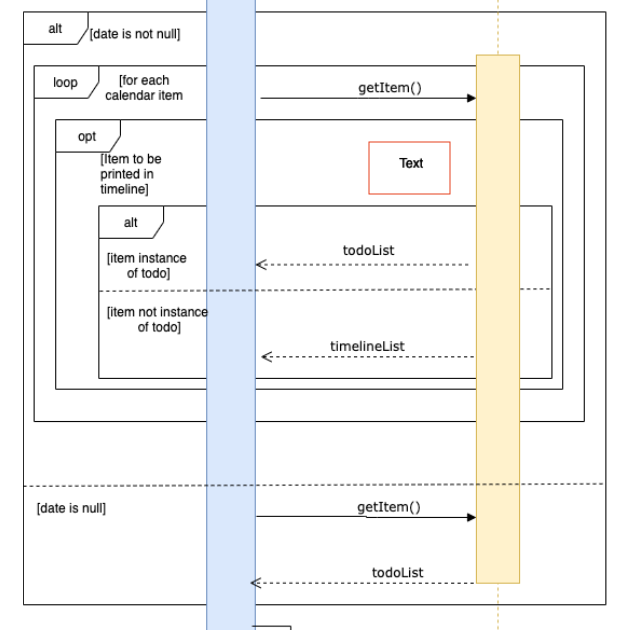 alt
[date is not null]
loop
[for each
calendar item
getItem()
opt
[Item to be
printed in
timeline]
Text
alt
[item instance
of todo]
todoList
[item not instance
of todo]
timelineList
[date is null]
getItem()
todoList